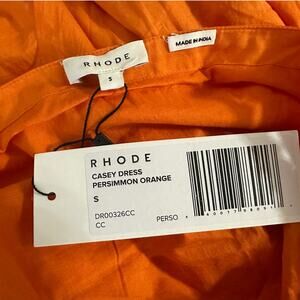 RHODE
S
MADE IN INDIA
RHODE
CASEY DRESS
PERSIMMON ORANGE
S
DR00326CC
PERSO
CC